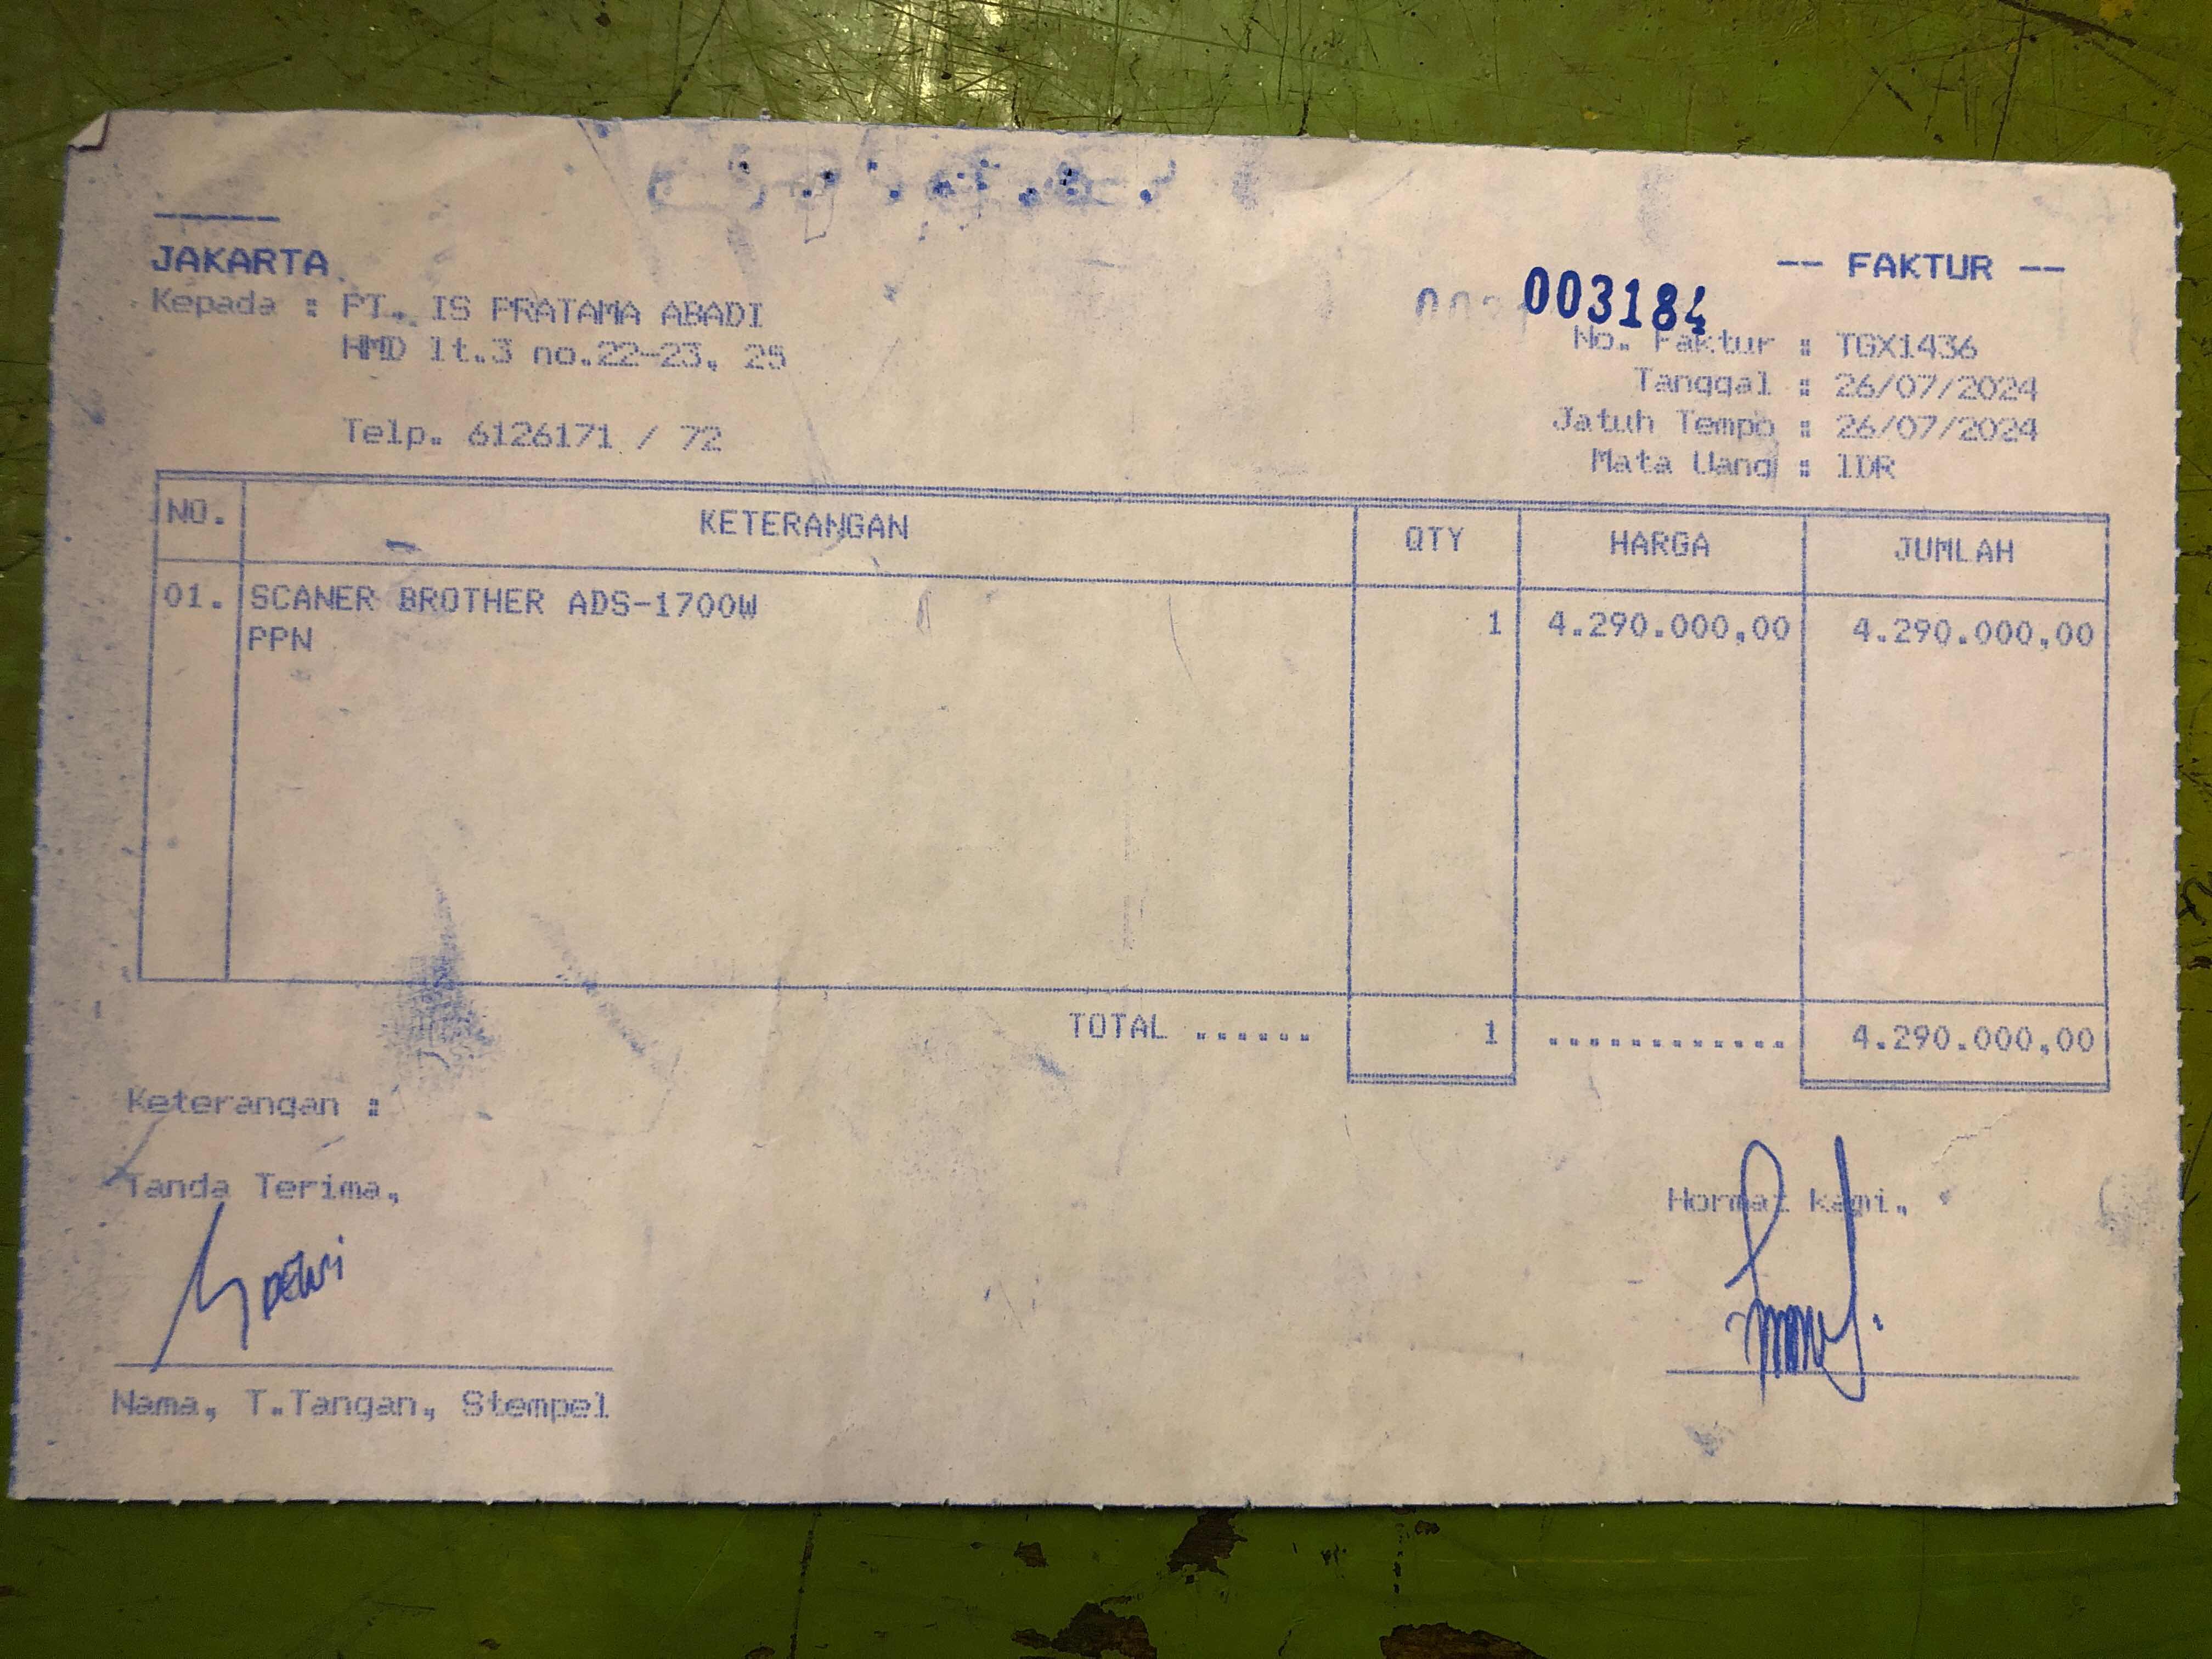 -----
JAKARTA
-- FAKTUR --
003184
Kepada : PT. IS PRATAMA ABADI
HMD lt.3 no.22-23, 25
Telp. 6126171 / 72
No. Faktur : TGX1436
Tanggal : 26/07/2024
Jatuh Tempo : 26/07/2024
Mata Uang : IDR
NO. KETERANGAN QTY HARGA JUMLAH
01. SCANER BROTHER ADS-1700W 1 4.290.000,00 4.290.000,00
PPN
TOTAL ...... 1 ............ 4.290.000,00
Keterangan :
Tanda Terima, Hormat Kami,
DEWI
Nama, T.Tangan, Stempel